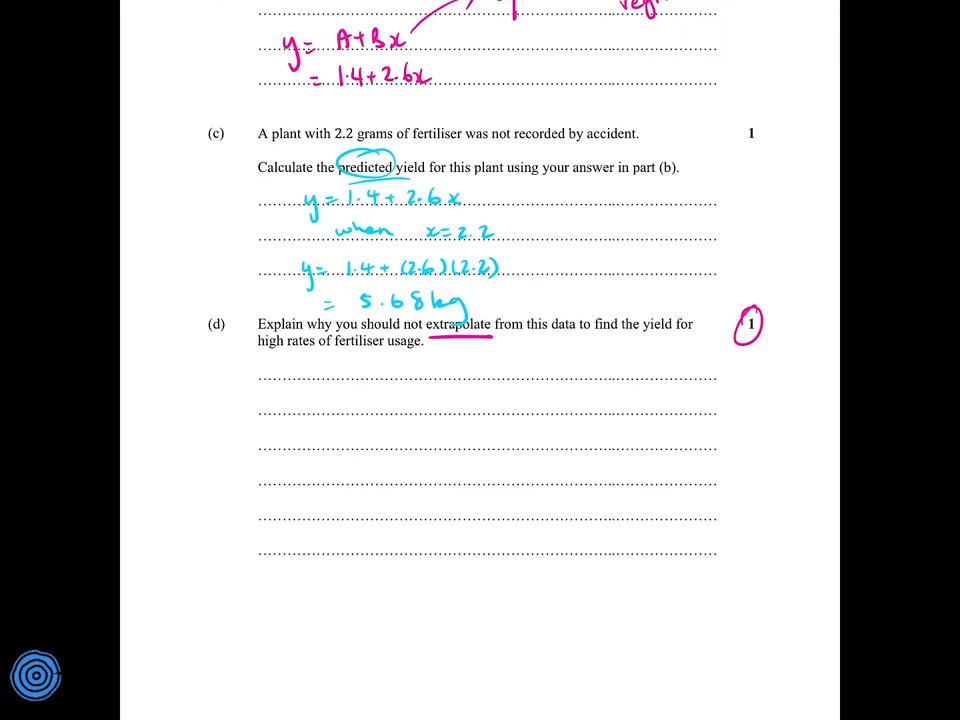 y = A + Bx
= 1.4 + 2.6x
(c) A plant with 2.2 grams of fertiliser was not recorded by accident. 1
Calculate the predicted yield for this plant using your answer in part (b).
y = 1.4 + 2.6x
when x = 2.2
y = 1.4 + (2.6)(2.2)
= 5.68 kg
(d) Explain why you should not extrapolate from this data to find the yield for 1
high rates of fertiliser usage.